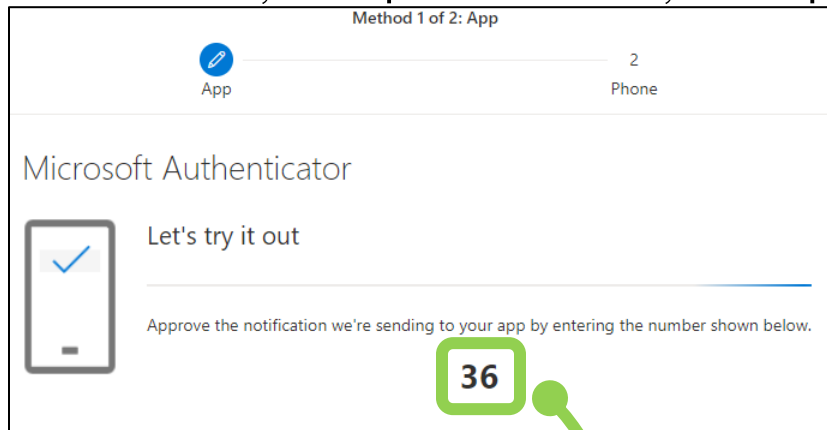 Method 1 of 2: App
2
App
Phone
Microsoft Authenticator
Let's try it out
Approve the notification we're sending to your app by entering the number shown below.
36